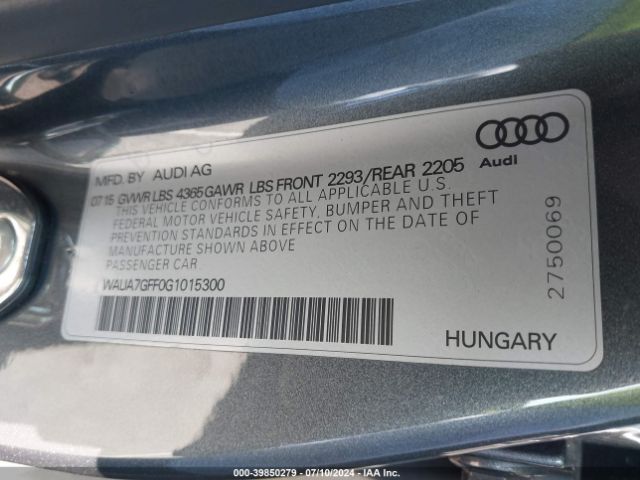 MFD. BY AUDI AG
Audi
07 15 GVWR LBS 4365 GAWR LBS FRONT 2293/REAR 2205
THIS VEHICLE CONFORMS TO ALL APPLICABLE U.S.
FEDERAL MOTOR VEHICLE SAFETY, BUMPER AND THEFT
PREVENTION STANDARDS IN EFFECT ON THE DATE OF
MANUFACTURE SHOWN ABOVE
PASSENGER CAR
WAUA7GFF0G1015300
2750069
HUNGARY
000-39850279 - 07/10/2024 - IAA Auctions